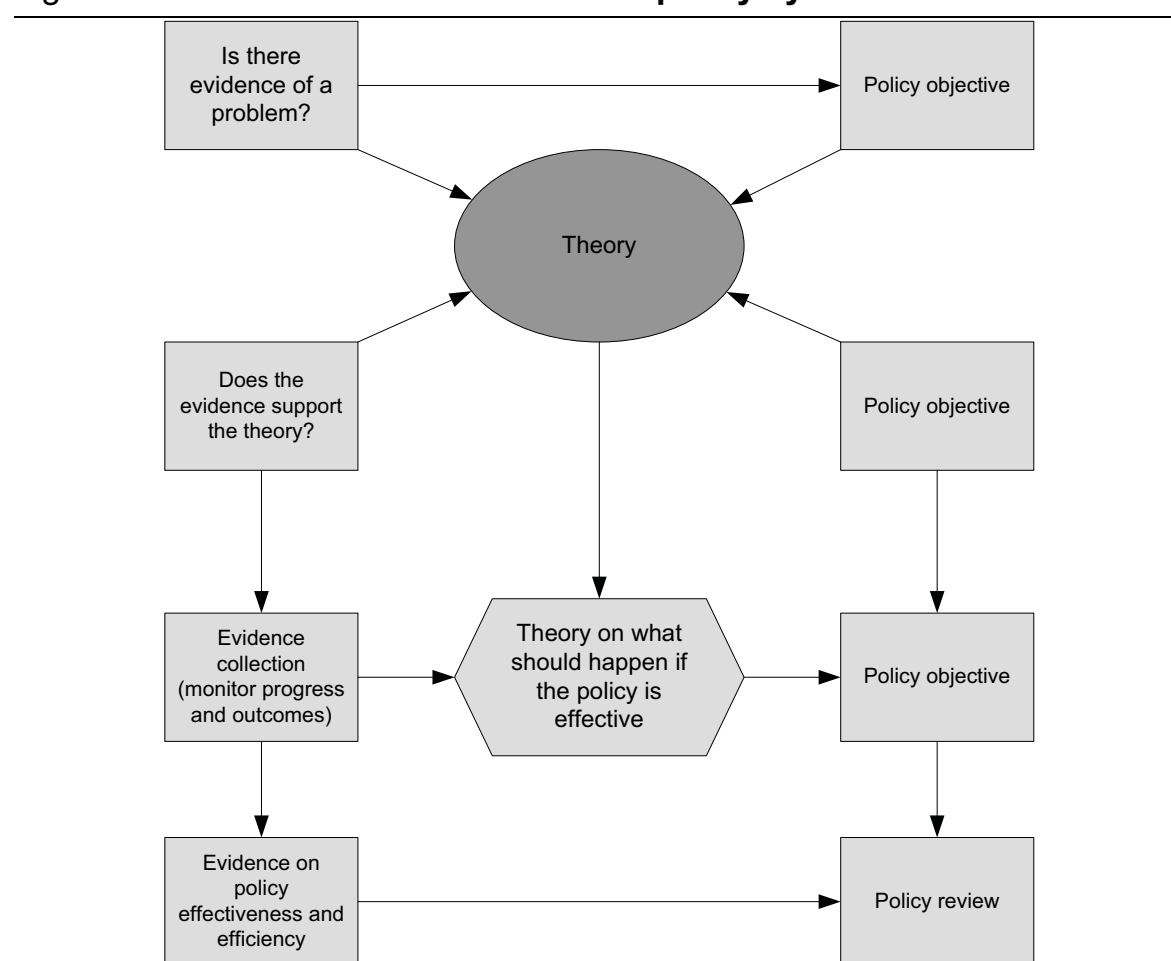 Is there
evidence of a
problem?
Policy objective
Theory
Does the
evidence support
the theory?
Policy objective
Evidence
collection
(monitor progress
and outcomes)
Theory on what
should happen if
the policy is
effective
Policy objective
Evidence on
policy
effectiveness and
efficiency
Policy review